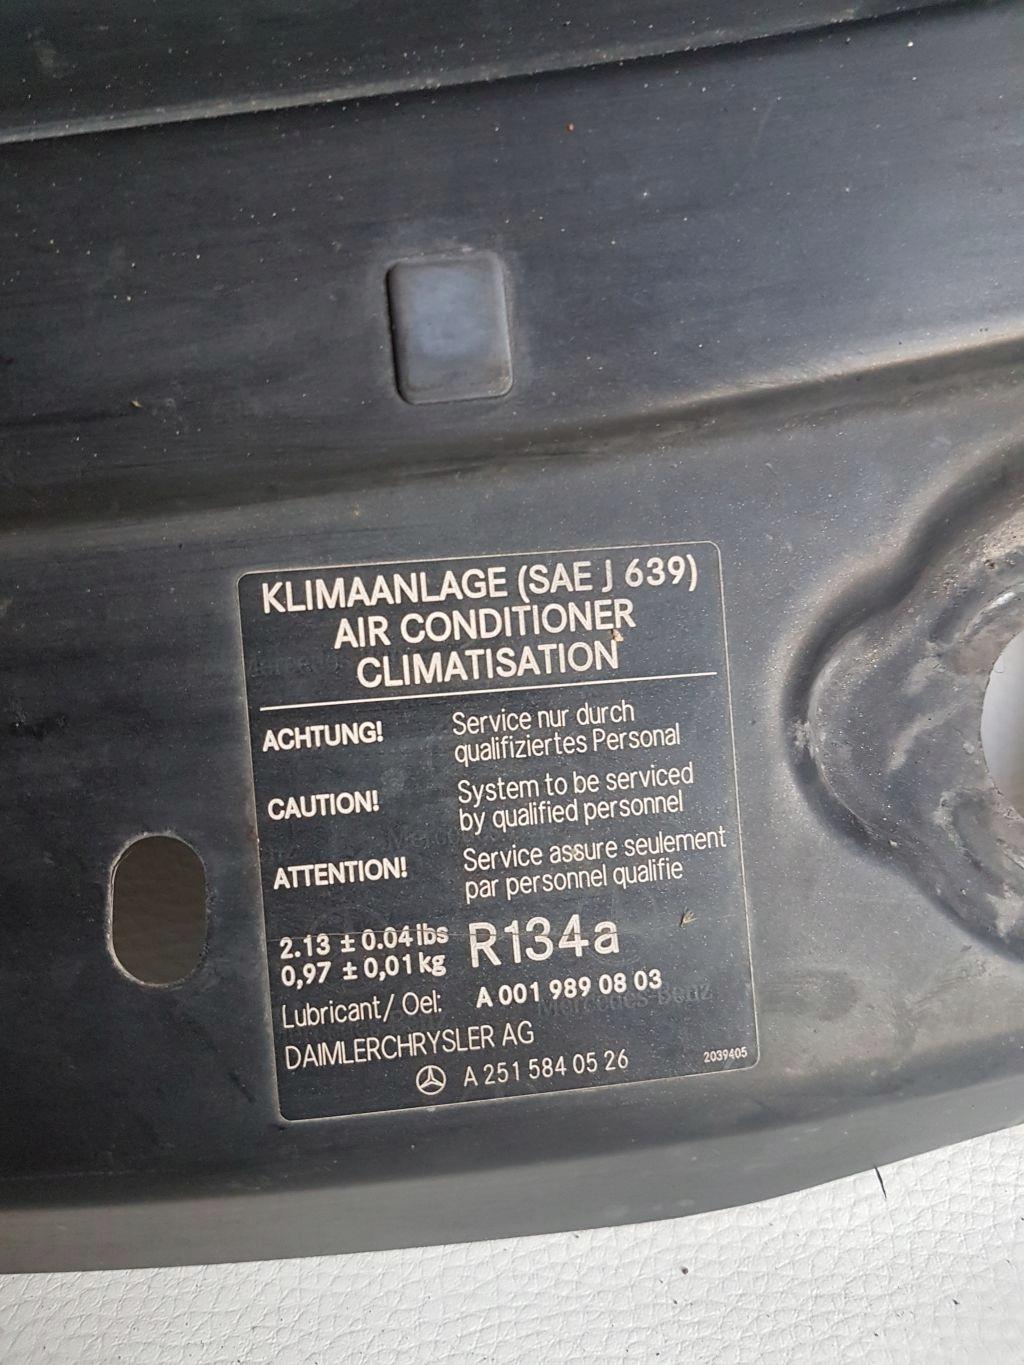 KLIMAANLAGE (SAE J 639)
AIR CONDITIONER
CLIMATISATION
ACHTUNG! Service nur durch
qualifiziertes Personal
CAUTION! System to be serviced
by qualified personnel
ATTENTION! Service assure seulement
par personnel qualifie
2.13 ± 0.04 lbs R134a
0,97 ± 0,01 kg
Lubricant/ Oel: A 001 989 08 03
Mercedes-Benz
DAIMLERCHRYSLER AG
A 251 584 05 26 2039405